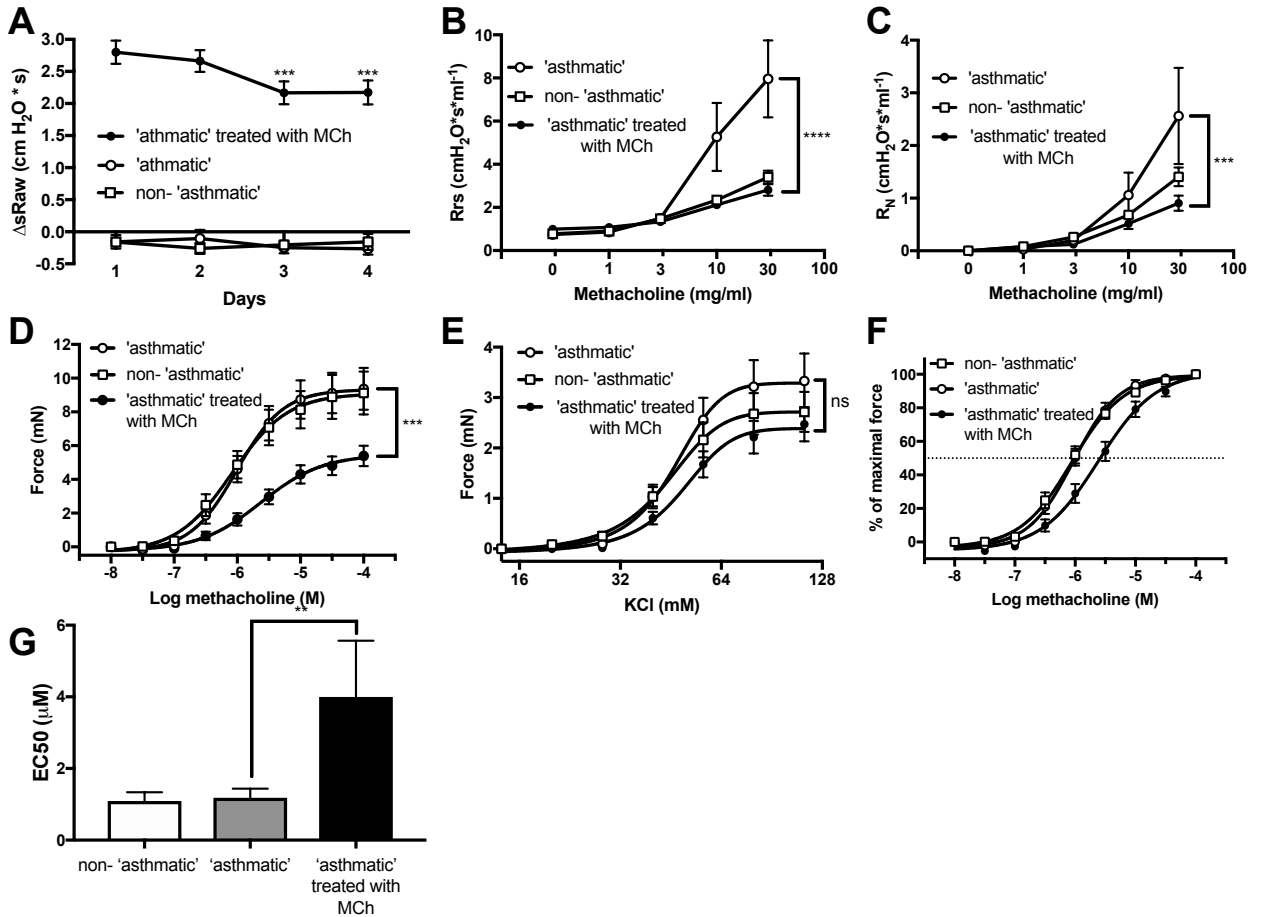 A
ΔsRaw (cm H2O * s)
3.0
2.5
2.0
1.5
1.0
0.5
0.0
-0.5
***
***
'athmatic' treated with MCh
'athmatic'
non- 'asthmatic'
1 2 3 4
Days
B
Rrs (cmH2O*s*ml-1)
10
8
6
4
2
0
'asthmatic'
non- 'asthmatic'
'asthmatic' treated
with MCh
****
0 1 3 10 30 100
Methacholine (mg/ml)
C
RN (cmH2O*s*ml-1)
4
3
2
1
0
'asthmatic'
non- 'asthmatic'
'asthmatic' treated
with MCh
***
0 1 3 10 30 100
Methacholine (mg/ml)
D
Force (mN)
12
10
8
6
4
2
0
'asthmatic'
non- 'asthmatic'
'asthmatic' treated
with MCh
***
-8 -7 -6 -5 -4
Log methacholine (M)
E
Force (mN)
4
3
2
1
0
'asthmatic'
non- 'asthmatic'
'asthmatic' treated
with MCh
ns
16 32 64 128
KCl (mM)
F
% of maximal force
100
80
60
40
20
0
non- 'asthmatic'
'asthmatic'
'asthmatic' treated
with MCh
-8 -7 -6 -5 -4
Log methacholine (M)
G
EC50 (μM)
6
4
2
0
**
non- ‘asthmatic’ ‘asthmatic’ ‘asthmatic’
treated with
MCh